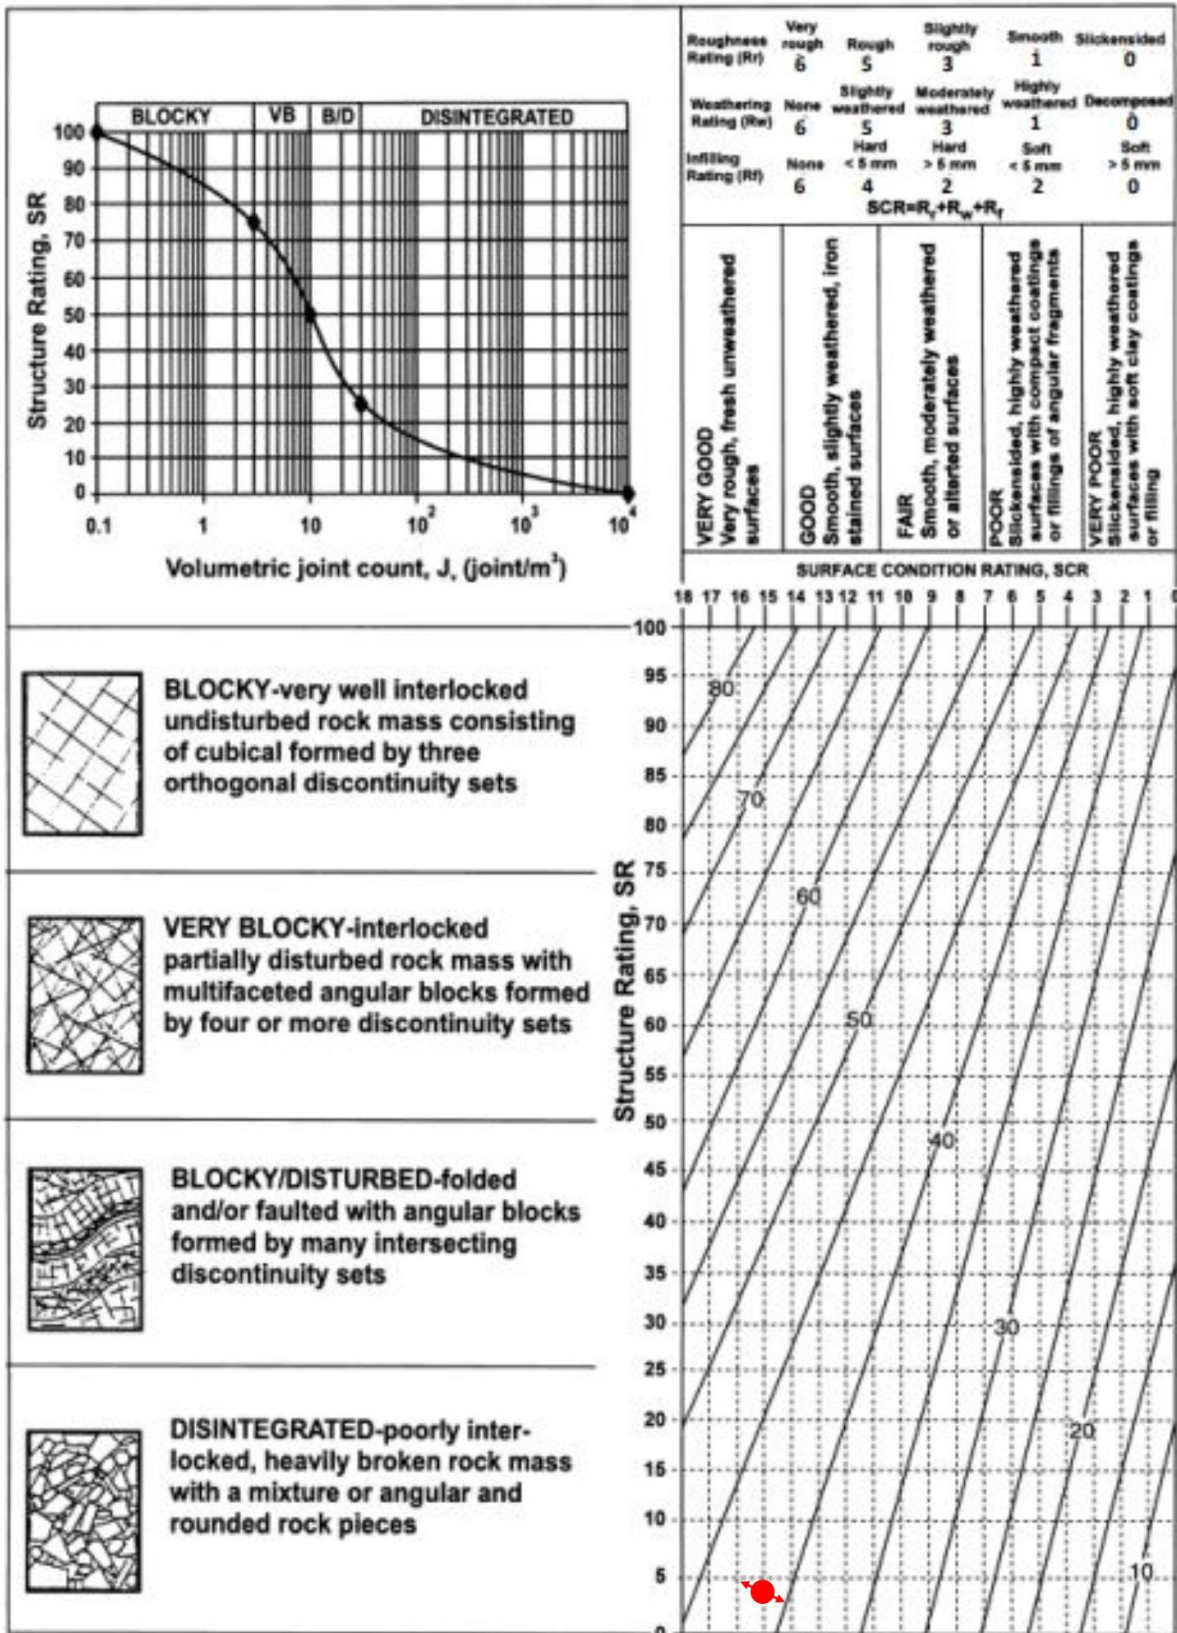 Roughness Rating (Rr)
Very rough 6
Rough 5
Slightly rough 3
Smooth 1
Slickensided 0
Weathering Rating (Rw)
None 6
Slightly weathered 5
Moderately weathered 3
Highly weathered 1
Decomposed 0
Infilling Rating (Rf)
None 6
Hard < 5 mm 4
Hard > 5 mm 2
Soft < 5 mm 2
Soft > 5 mm 0
SCR=Rr+Rw+Rf
BLOCKY VB B/D DISINTEGRATED
Structure Rating, SR
100
90
80
70
60
50
40
30
20
10
0
0.1 1 10 10² 10³ 10⁴
Volumetric joint count, Jv (joint/m³)
VERY GOOD
Very rough, fresh unweathered
surfaces
GOOD
Smooth, slightly weathered, iron
stained surfaces
FAIR
Smooth, moderately weathered
or alterted surfaces
POOR
Slickensided, highly weathered
surfaces with compact coatings
or fillings of angular fragments
VERY POOR
Slickensided, highly weathered
surfaces with soft clay coatings
or filling
SURFACE CONDITION RATING, SCR
18 17 16 15 14 13 12 11 10 9 8 7 6 5 4 3 2 1 0
BLOCKY-very well interlocked
undisturbed rock mass consisting
of cubical formed by three
orthogonal discontinuity sets
VERY BLOCKY-interlocked
partially disturbed rock mass with
multifaceted angular blocks formed
by four or more discontinuity sets
BLOCKY/DISTURBED-folded
and/or faulted with angular blocks
formed by many intersecting
discontinuity sets
DISINTEGRATED-poorly inter-
locked, heavily broken rock mass
with a mixture or angular and
rounded rock pieces
Structure Rating, SR
100
95
90
85
80
75
70
65
60
55
50
45
40
35
30
25
20
15
10
5
0
80
70
60
50
40
30
20
10